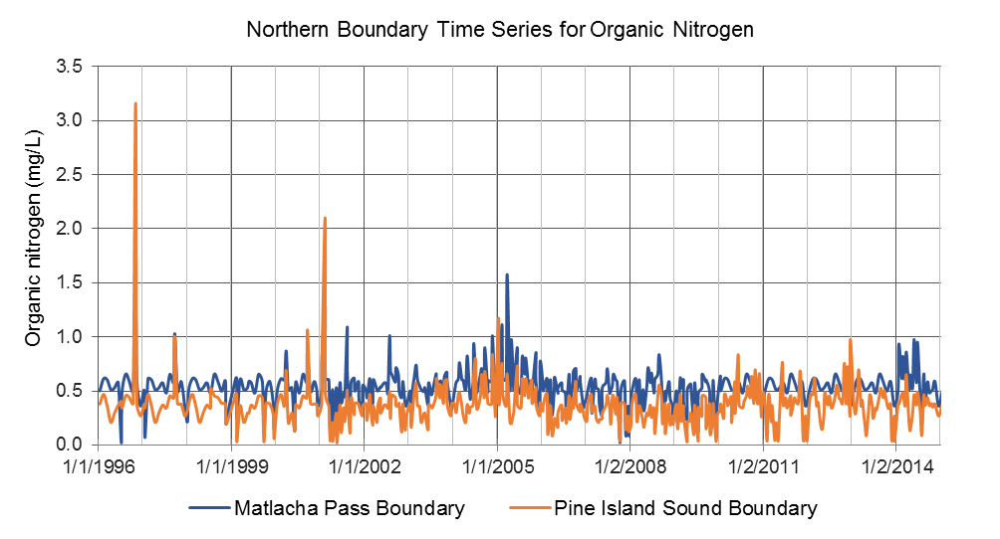 Northern Boundary Time Series for Organic Nitrogen
Organic nitrogen (mg/L)
3.5
3.0
2.5
2.0
1.5
1.0
0.5
0.0
1/1/1996 1/1/1999 1/1/2002 1/1/2005 1/2/2008 1/2/2011 1/2/2014
Matlacha Pass Boundary Pine Island Sound Boundary